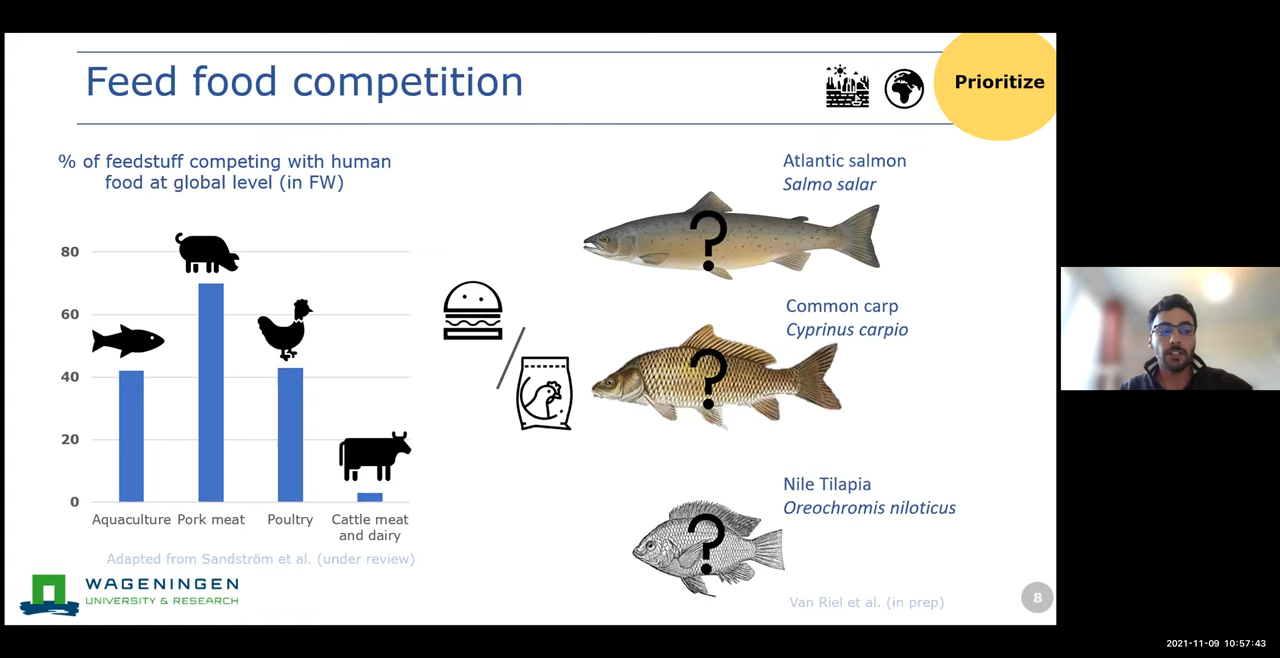 Feed food competition
Prioritize
% of feedstuff competing with human
food at global level (in FW)
80
60
40
20
0
Aquaculture
Pork meat
Poultry
Cattle meat
and dairy
Adapted from Sandström et al. (under review)
WAGENINGEN
UNIVERSITY & RESEARCH
Atlantic salmon
Salmo salar
?
Common carp
Cyprinus carpio
?
Nile Tilapia
Oreochromis niloticus
?
Van Riel et al. (in prep)
8
2021-11-09 10:57:43